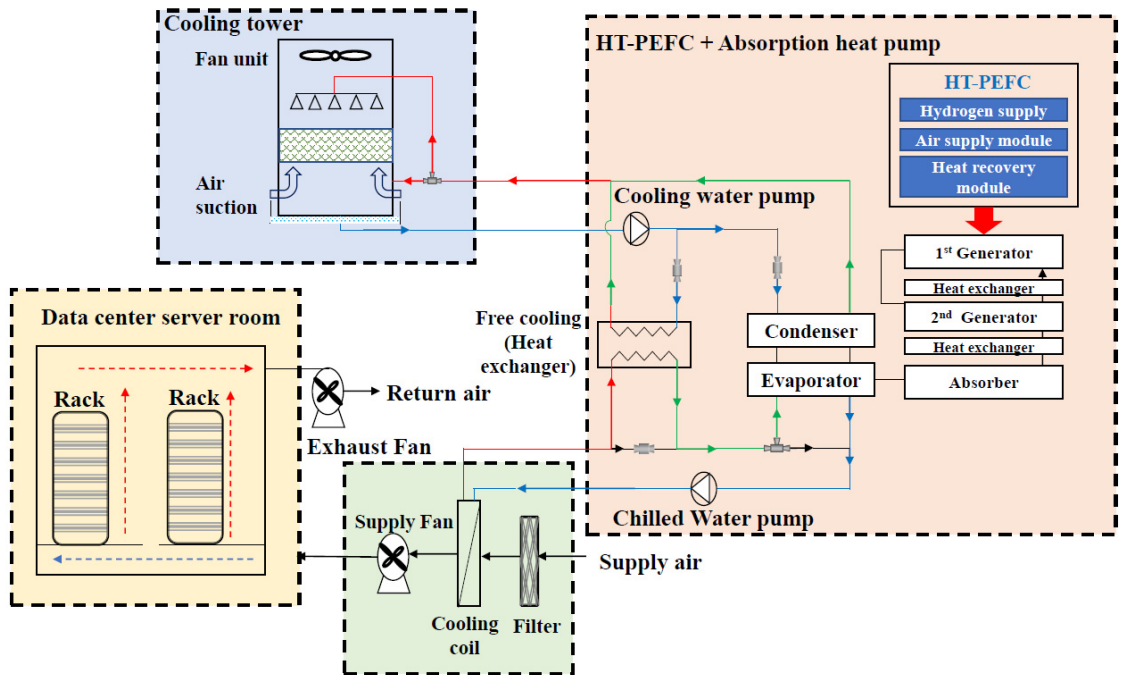 Cooling tower
Fan unit
Air
suction
HT-PEFC + Absorption heat pump
HT-PEFC
Hydrogen supply
Air supply module
Heat recovery
module
Cooling water pump
1st Generator
Heat exchanger
2nd Generator
Heat exchanger
Absorber
Free cooling
(Heat
exchanger)
Condenser
Evaporator
Chilled Water pump
Data center server room
Rack
Rack
Return air
Exhaust Fan
Supply Fan
Cooling
coil
Filter
Supply air